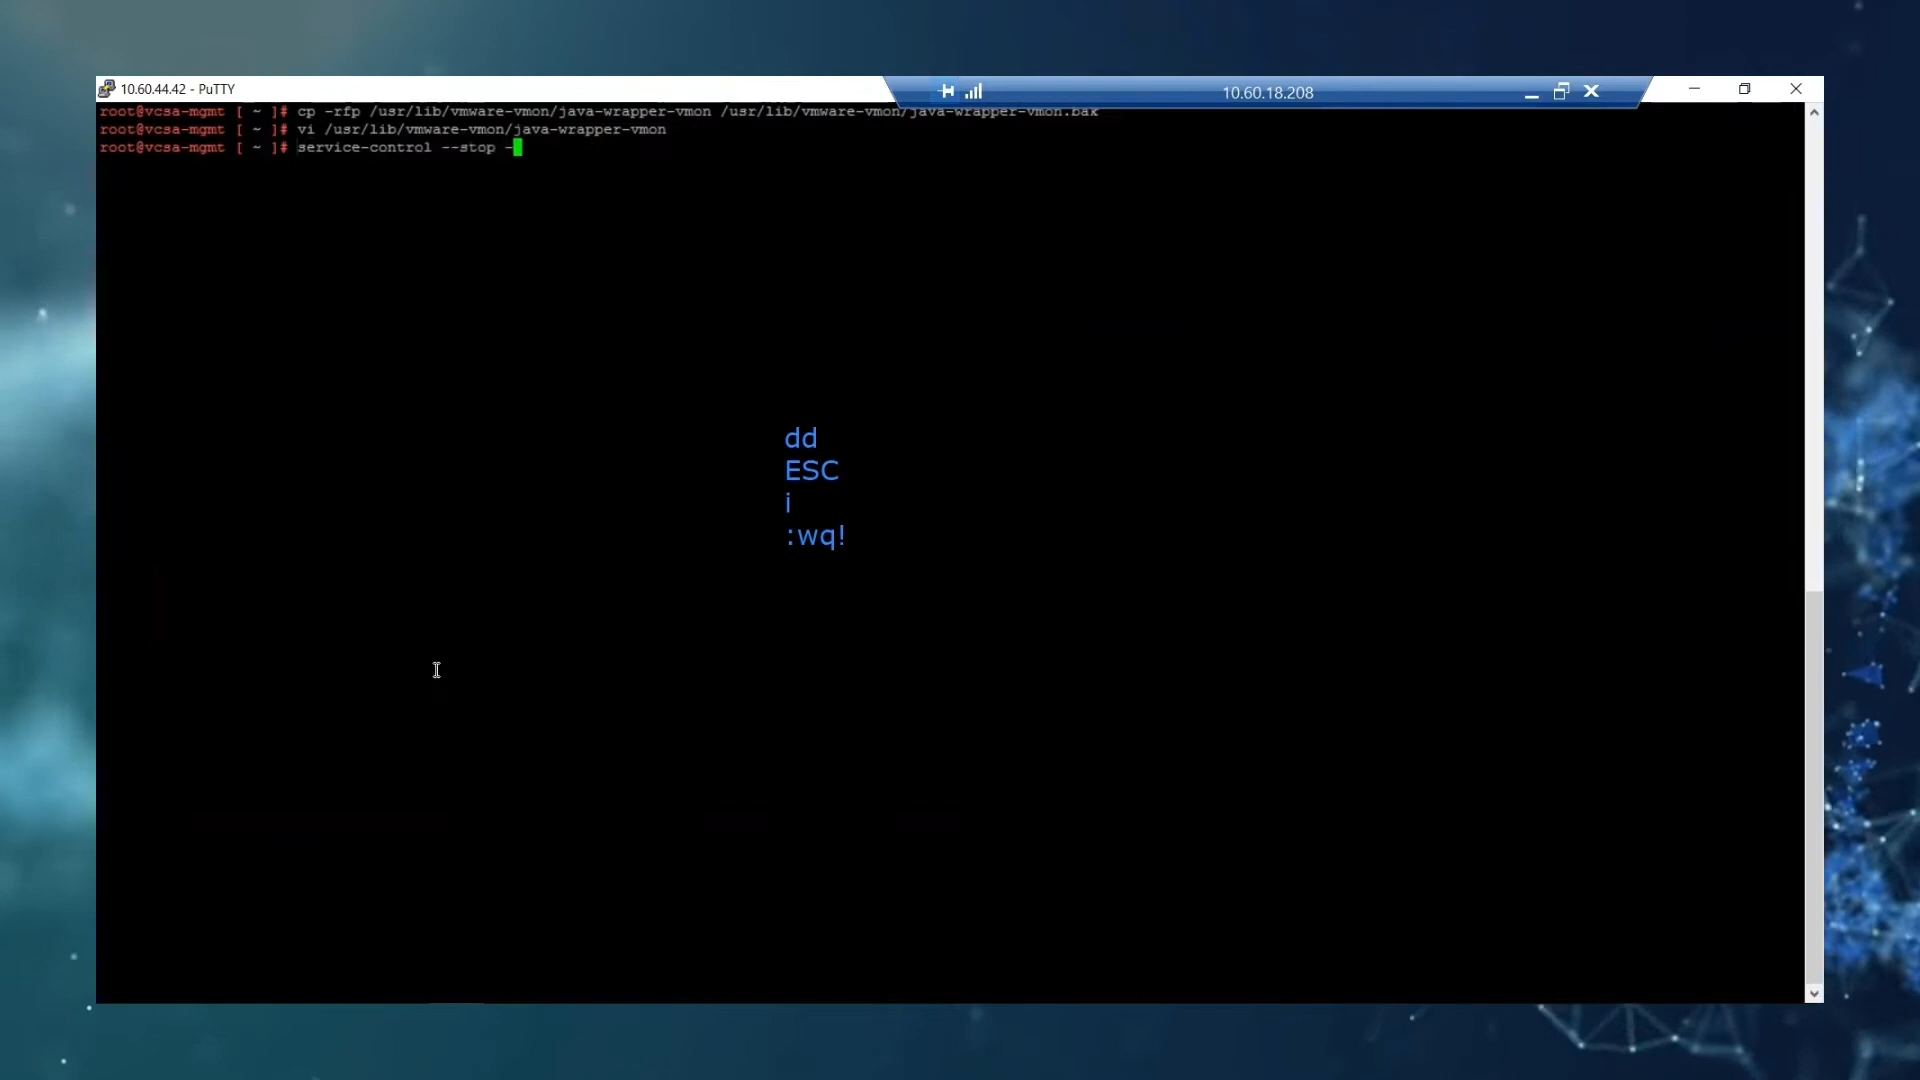 10.60.44.42 - PuTTY
10.60.18.208
root@vcsa-mgmt [ ~ ]# cp -rfp /usr/lib/vmware-vmon/java-wrapper-vmon /usr/lib/vmware-vmon/java-wrapper-vmon.bak
root@vcsa-mgmt [ ~ ]# vi /usr/lib/vmware-vmon/java-wrapper-vmon
root@vcsa-mgmt [ ~ ]# service-control --stop -
dd
ESC
i
:wq!